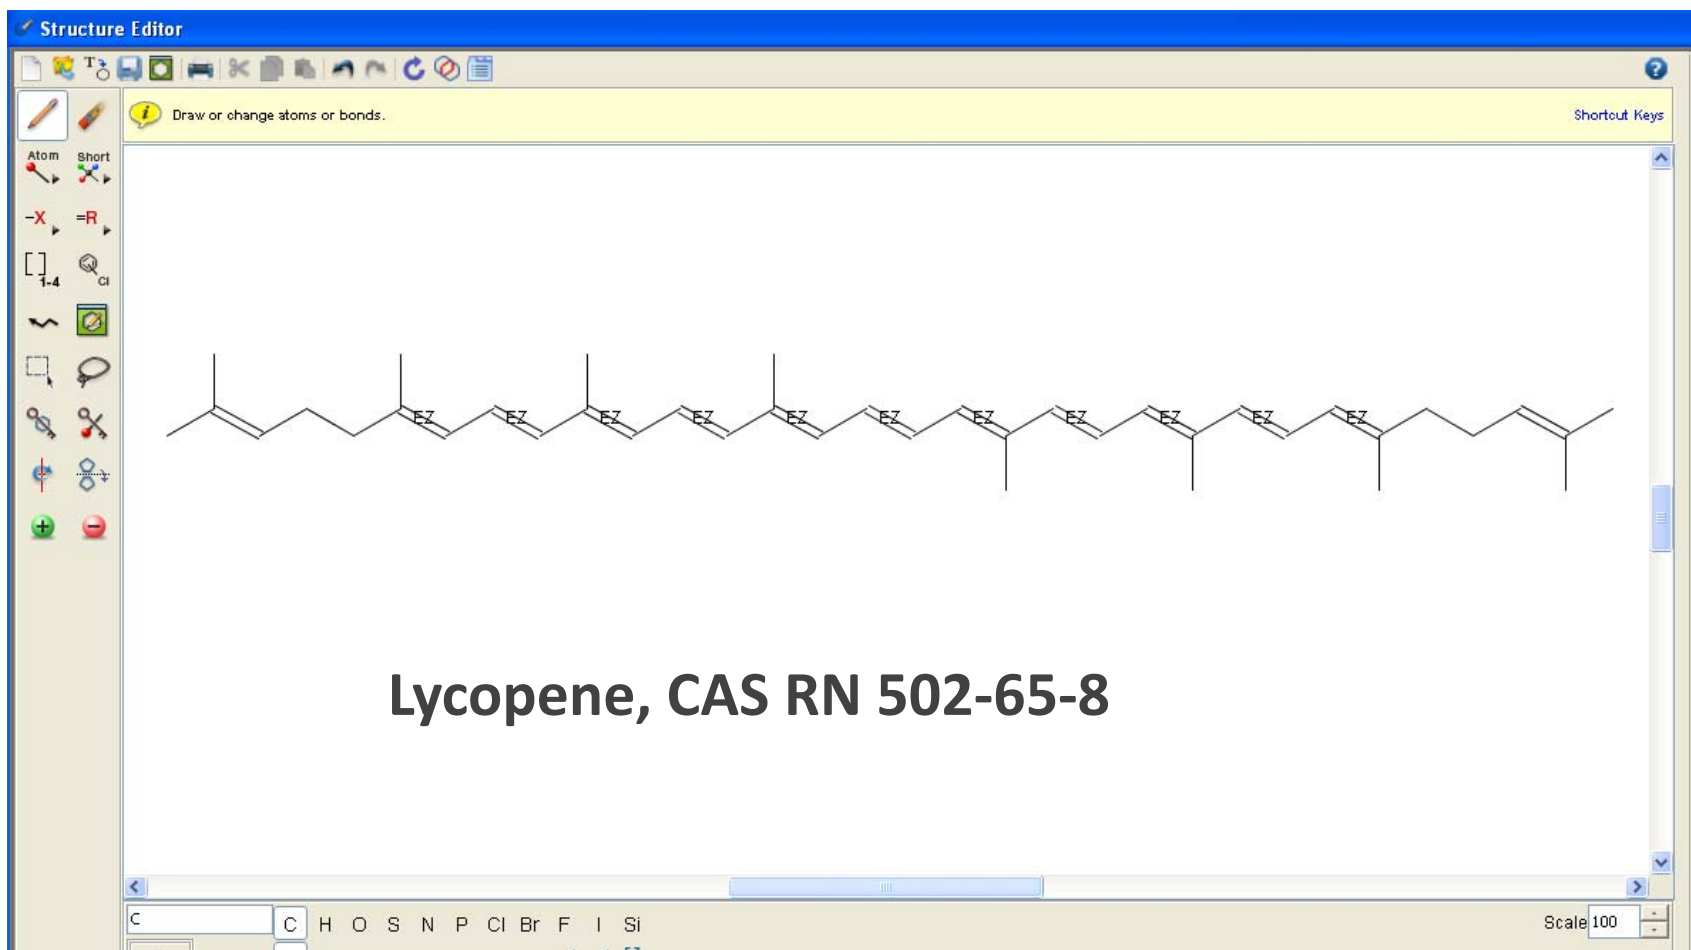 Structure Editor
T
Draw or change atoms or bonds.
Shortcut Keys
Atom Short
-X =R
[ ] 1-4 Cl
EZ EZ EZ EZ EZ EZ EZ EZ EZ EZ EZ
Lycopene, CAS RN 502-65-8
C C H O S N P Cl Br F I Si
Scale 100